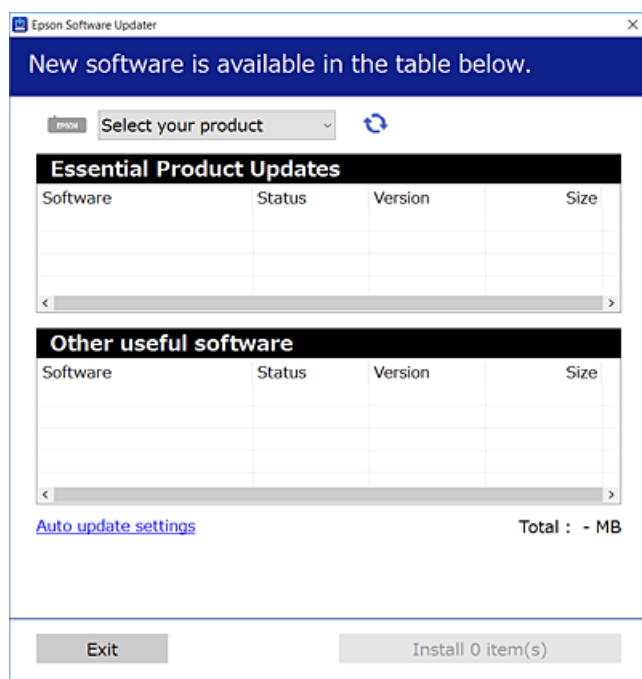 Epson Software Updater
New software is available in the table below.
EPSON Select your product
Essential Product Updates
Software Status Version Size
Other useful software
Software Status Version Size
Auto update settings Total : - MB
Exit Install 0 item(s)